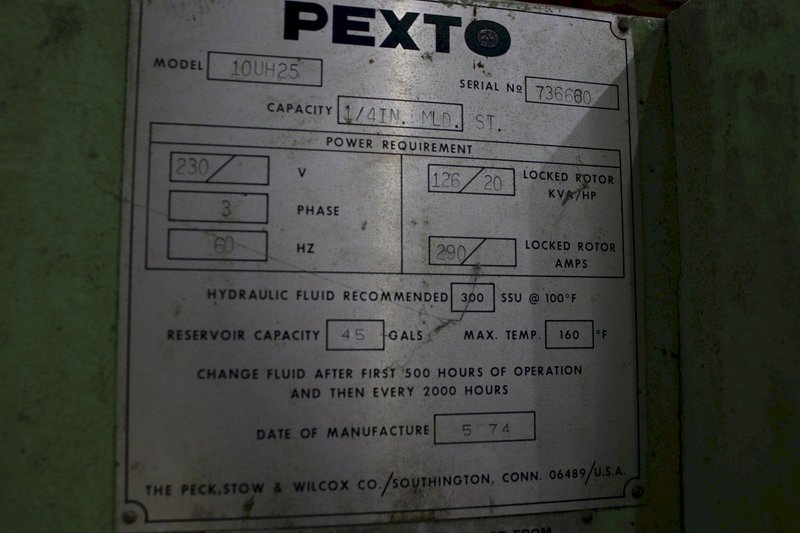 PEXTO
MODEL 10UH25
SERIAL Nº 736660
CAPACITY 1/4IN. MLD. ST.
POWER REQUIREMENT
230/ V
126/20 LOCKED ROTOR KVA/HP
3 PHASE
60 HZ
290/ LOCKED ROTOR AMPS
HYDRAULIC FLUID RECOMMENDED 300 SSU @ 100°F
RESERVOIR CAPACITY 45 GALS MAX. TEMP. 160 °F
CHANGE FLUID AFTER FIRST 500 HOURS OF OPERATION
AND THEN EVERY 2000 HOURS
DATE OF MANUFACTURE 5 74
THE PECK, STOW & WILCOX CO./SOUTHINGTON, CONN. 06489/U.S.A.